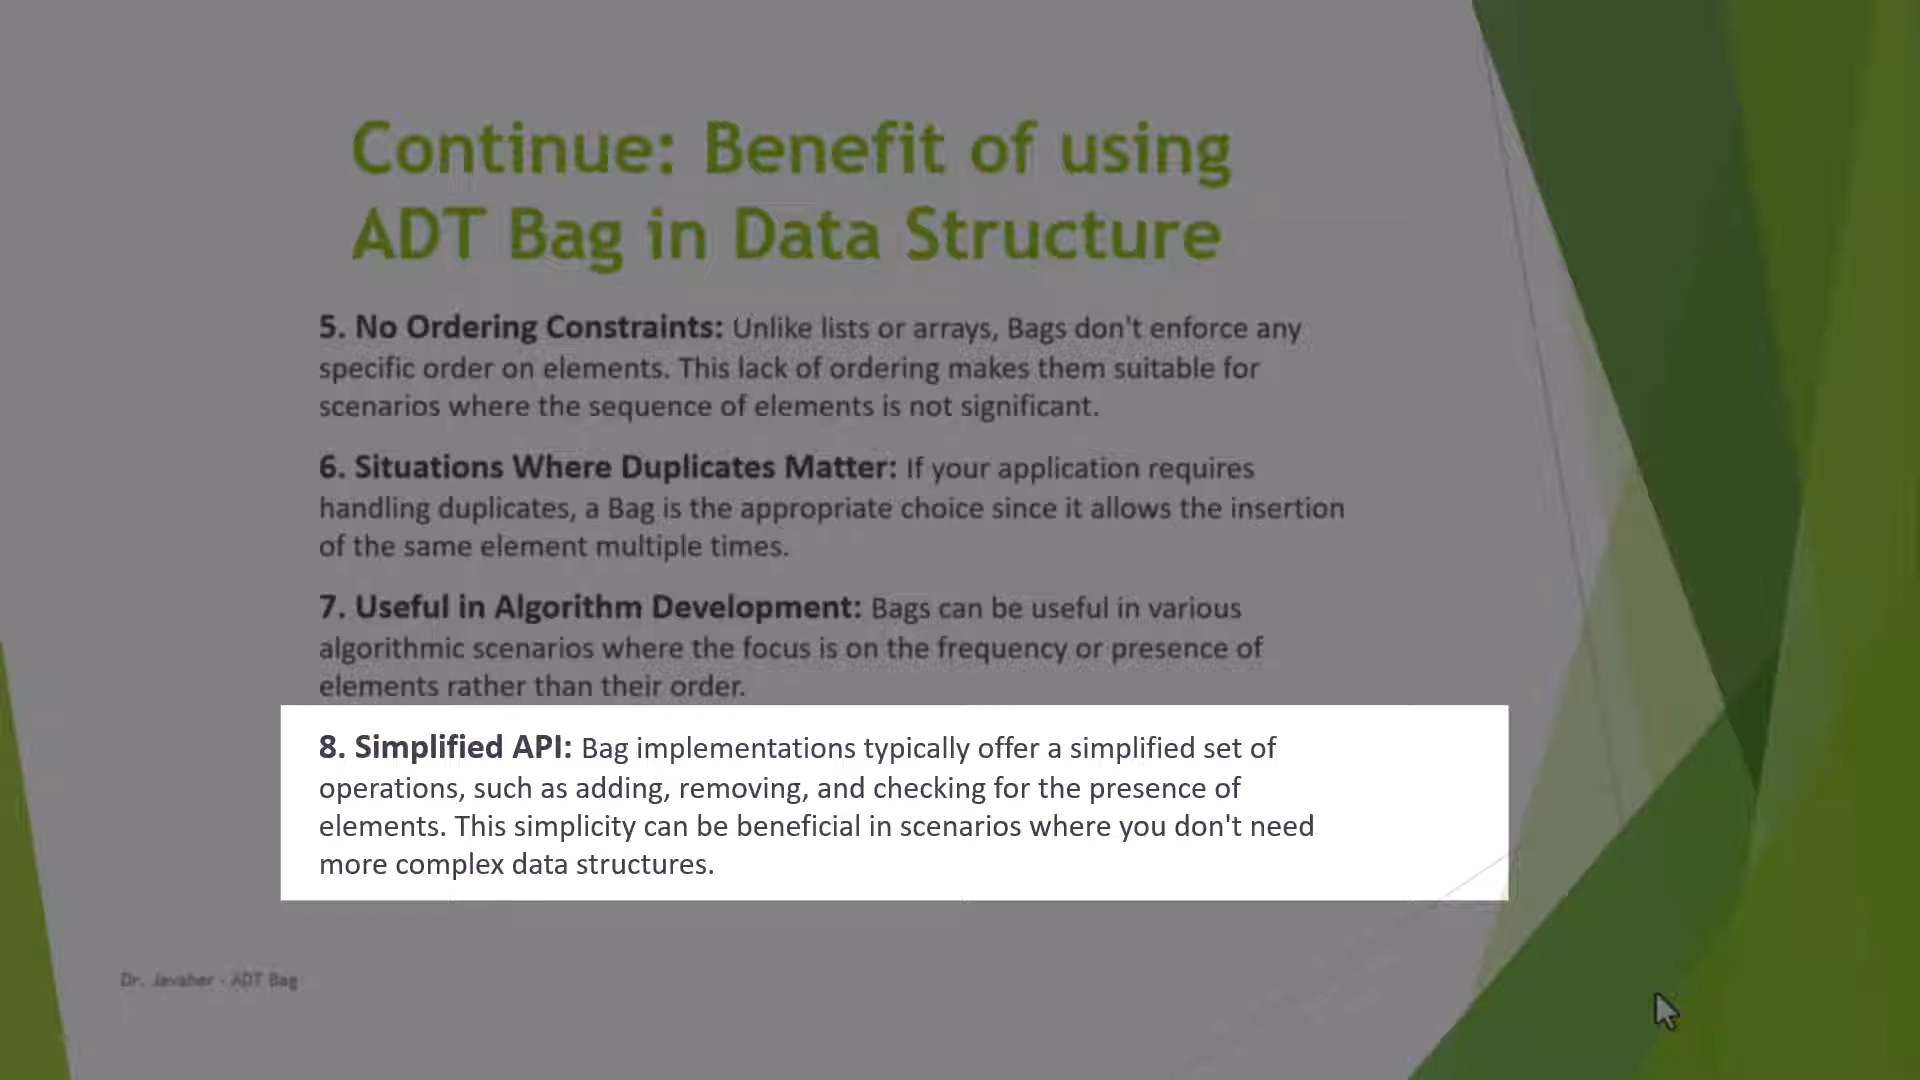 Continue: Benefit of using
ADT Bag in Data Structure
5. No Ordering Constraints: Unlike lists or arrays, Bags don't enforce any
specific order on elements. This lack of ordering makes them suitable for
scenarios where the sequence of elements is not significant.
6. Situations Where Duplicates Matter: If your application requires
handling duplicates, a Bag is the appropriate choice since it allows the insertion
of the same element multiple times.
7. Useful in Algorithm Development: Bags can be useful in various
algorithmic scenarios where the focus is on the frequency or presence of
elements rather than their order.
8. Simplified API: Bag implementations typically offer a simplified set of
operations, such as adding, removing, and checking for the presence of
elements. This simplicity can be beneficial in scenarios where you don't need
more complex data structures.
Dr. Javaher - ADT Bag